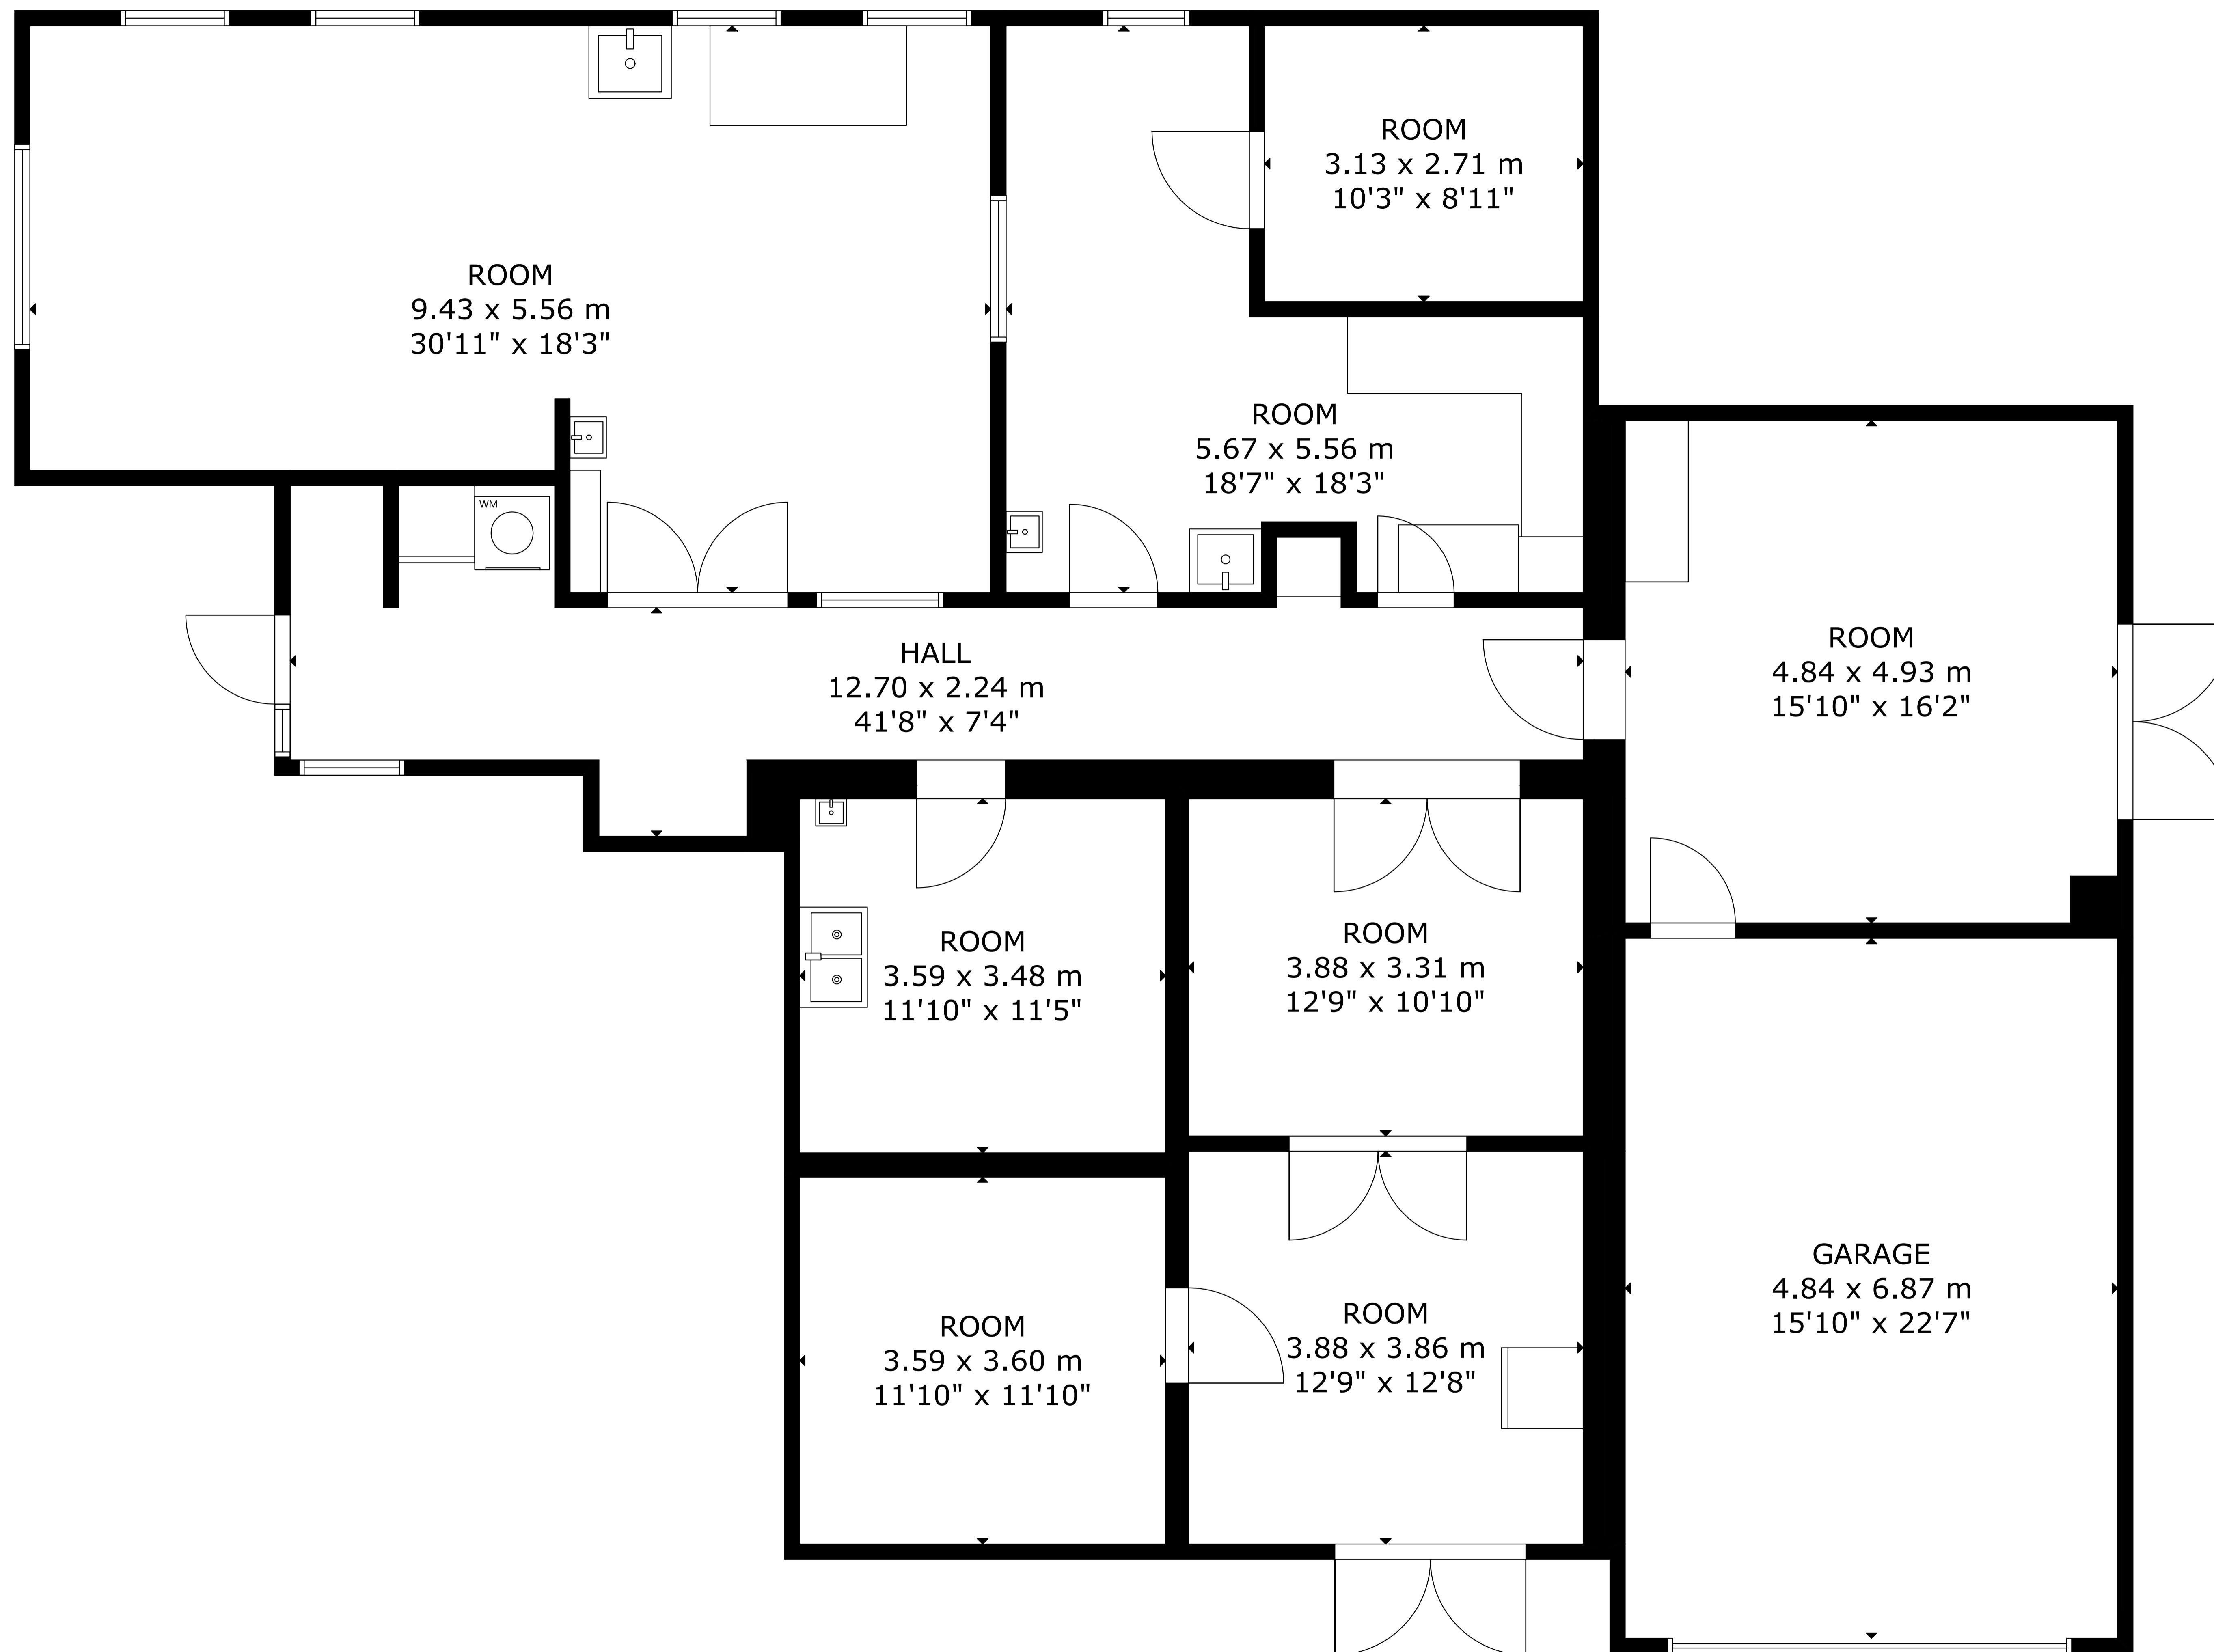 ROOM
3.13 x 2.71 m
10'3" x 8'11"
ROOM
9.43 x 5.56 m
30'11" x 18'3"
ROOM
5.67 x 5.56 m
18'7" x 18'3"
WM
HALL
12.70 x 2.24 m
41'8" x 7'4"
ROOM
4.84 x 4.93 m
15'10" x 16'2"
ROOM
3.59 x 3.48 m
11'10" x 11'5"
ROOM
3.88 x 3.31 m
12'9" x 10'10"
ROOM
3.59 x 3.60 m
11'10" x 11'10"
ROOM
3.88 x 3.86 m
12'9" x 12'8"
GARAGE
4.84 x 6.87 m
15'10" x 22'7"